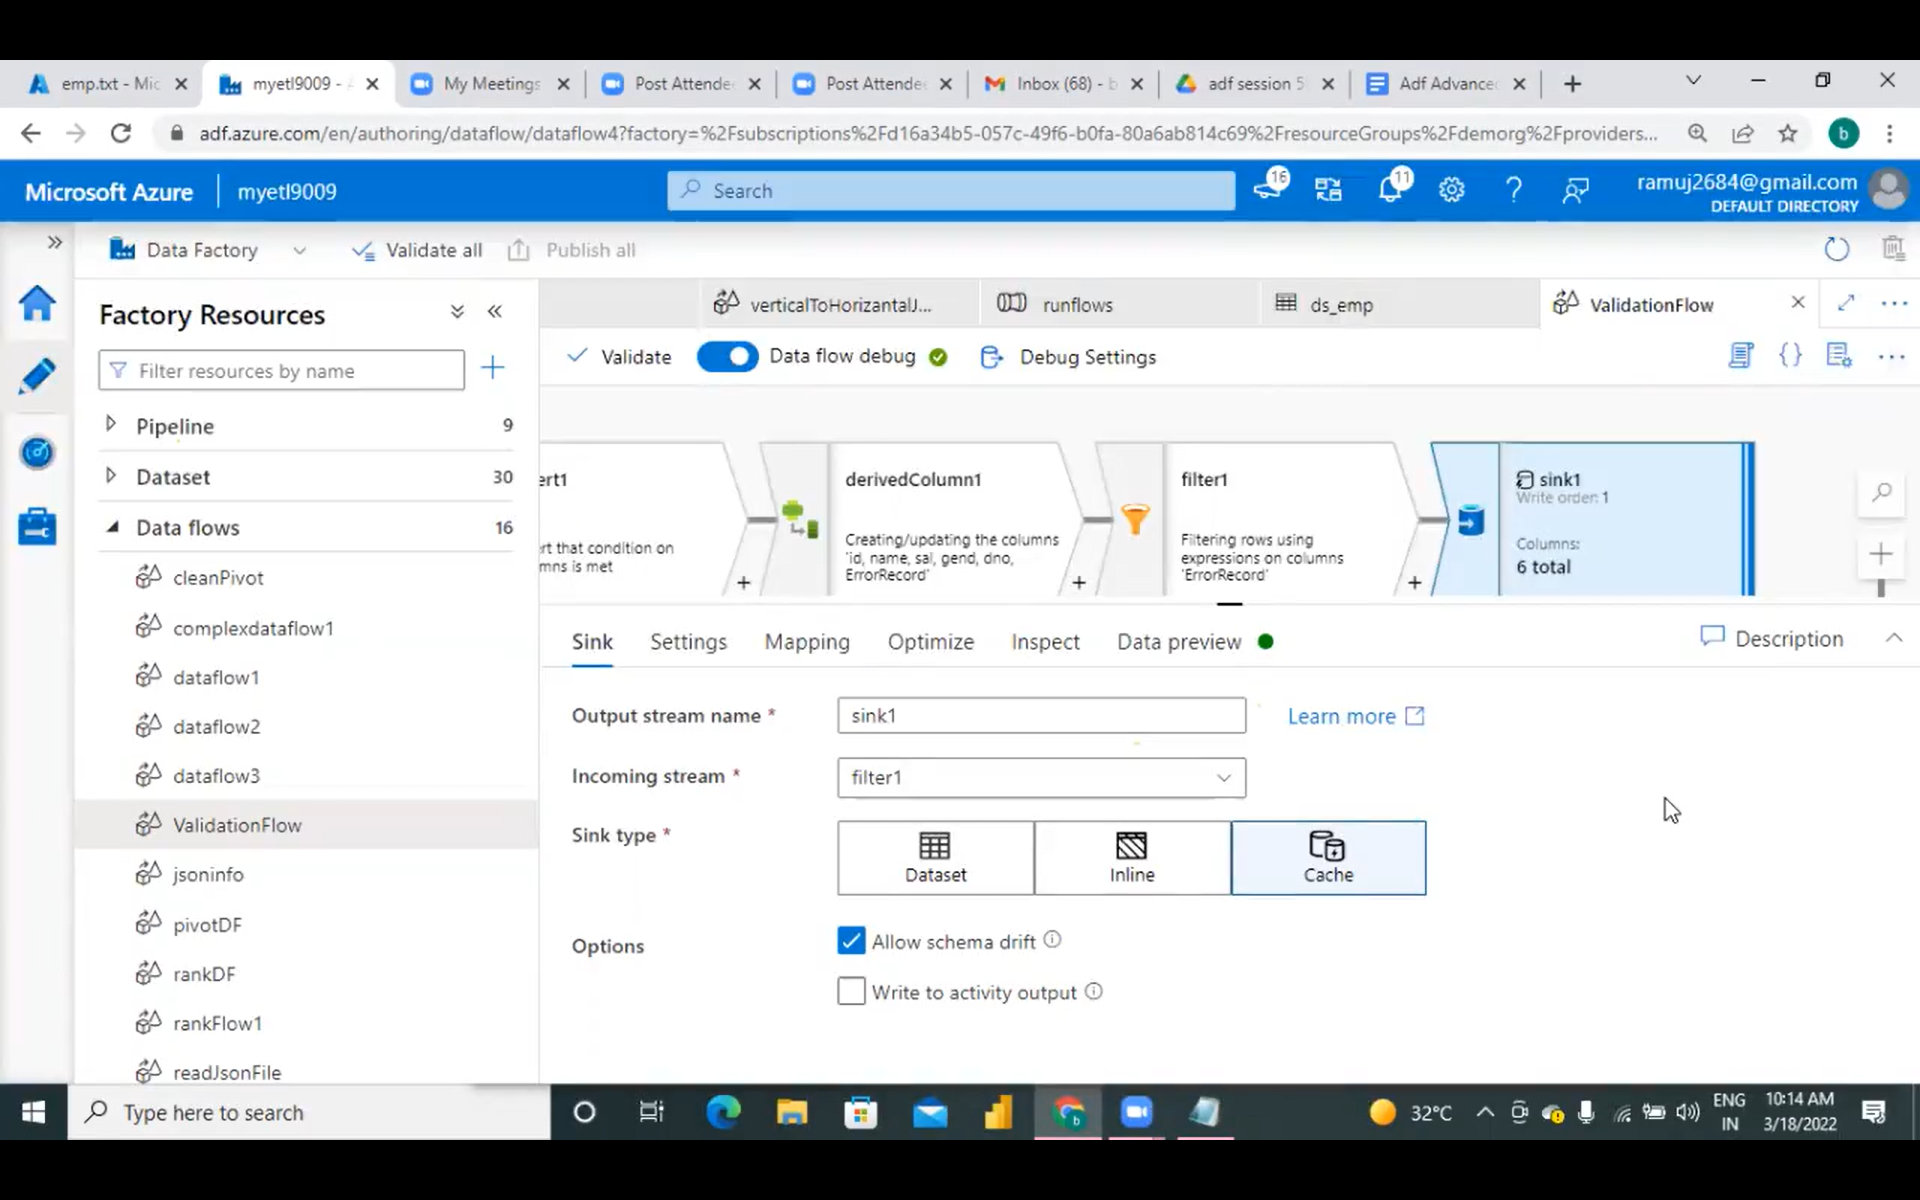 emp.txt - Mic
myetl9009 - A
My Meetings
Post Attende
Post Attende
Inbox (68) - b
adf session 5
Adf Advance
adf.azure.com/en/authoring/dataflow/dataflow4?factory=%2Fsubscriptions%2Fd16a34b5-057c-49f6-b0fa-80a6ab814c69%2FresourceGroups%2Fdemorg%2Fproviders...
b
Microsoft Azure
myetl9009
Search
16
11
ramuj2684@gmail.com
DEFAULT DIRECTORY
Data Factory
Validate all
Publish all
Factory Resources
Filter resources by name
Pipeline 9
Dataset 30
Data flows 16
cleanPivot
complexdataflow1
dataflow1
dataflow2
dataflow3
ValidationFlow
jsoninfo
pivotDF
rankDF
rankFlow1
readJsonFile
verticalToHorizantalJ...
runflows
ds_emp
ValidationFlow
Validate
Data flow debug
Debug Settings
ert1
rt that condition on
mns is met
derivedColumn1
Creating/updating the columns
'id, name, sal, gend, dno,
ErrorRecord'
filter1
Filtering rows using
expressions on columns
'ErrorRecord'
sink1
Write order: 1
Columns:
6 total
Sink
Settings
Mapping
Optimize
Inspect
Data preview
Description
Output stream name *
sink1
Learn more
Incoming stream *
filter1
Sink type *
Dataset
Inline
Cache
Options
Allow schema drift
Write to activity output
Type here to search
32°C
ENG
IN
10:14 AM
3/18/2022